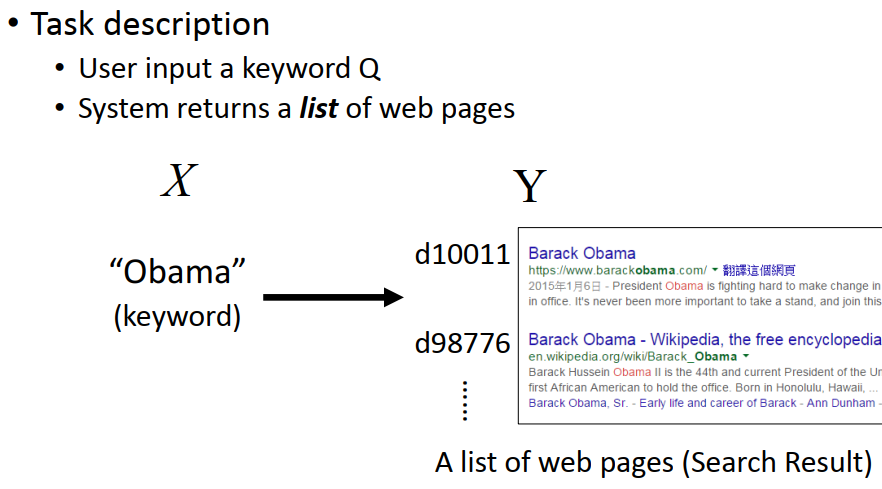 • Task description
• User input a keyword Q
• System returns a list of web pages
X
Y
“Obama”
(keyword)
d10011
Barack Obama
https://www.barackobama.com/ ▾ 翻譯這個網頁
2015年1月6日 - President Obama is fighting hard to make change in
in office. It's never been more important to take a stand, and join this
d98776
Barack Obama - Wikipedia, the free encyclopedia
en.wikipedia.org/wiki/Barack_Obama ▾
Barack Hussein Obama II is the 44th and current President of the
first African American to hold the office. Born in Honolulu, Hawaii, ...
Barack Obama, Sr. - Early life and career of Barack - Ann Dunham -
A list of web pages (Search Result)